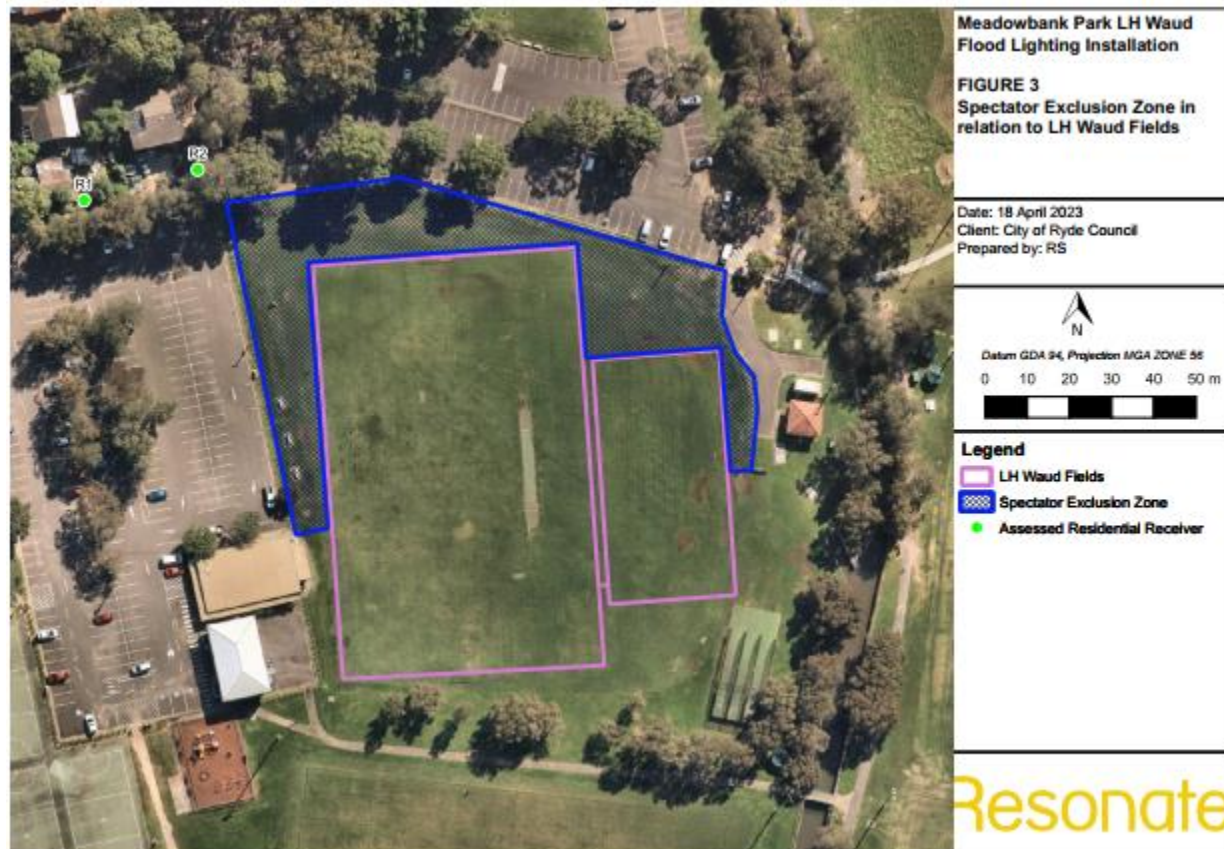 Meadowbank Park LH Waud
Flood Lighting Installation
FIGURE 3
Spectator Exclusion Zone in
relation to LH Waud Fields
Date: 18 April 2023
Client: City of Ryde Council
Prepared by: RS
N
Datum GDA 94, Projection MGA ZONE 56
0 10 20 30 40 50 m
Legend
LH Waud Fields
Spectator Exclusion Zone
Assessed Residential Receiver
Resonate
R2
R1